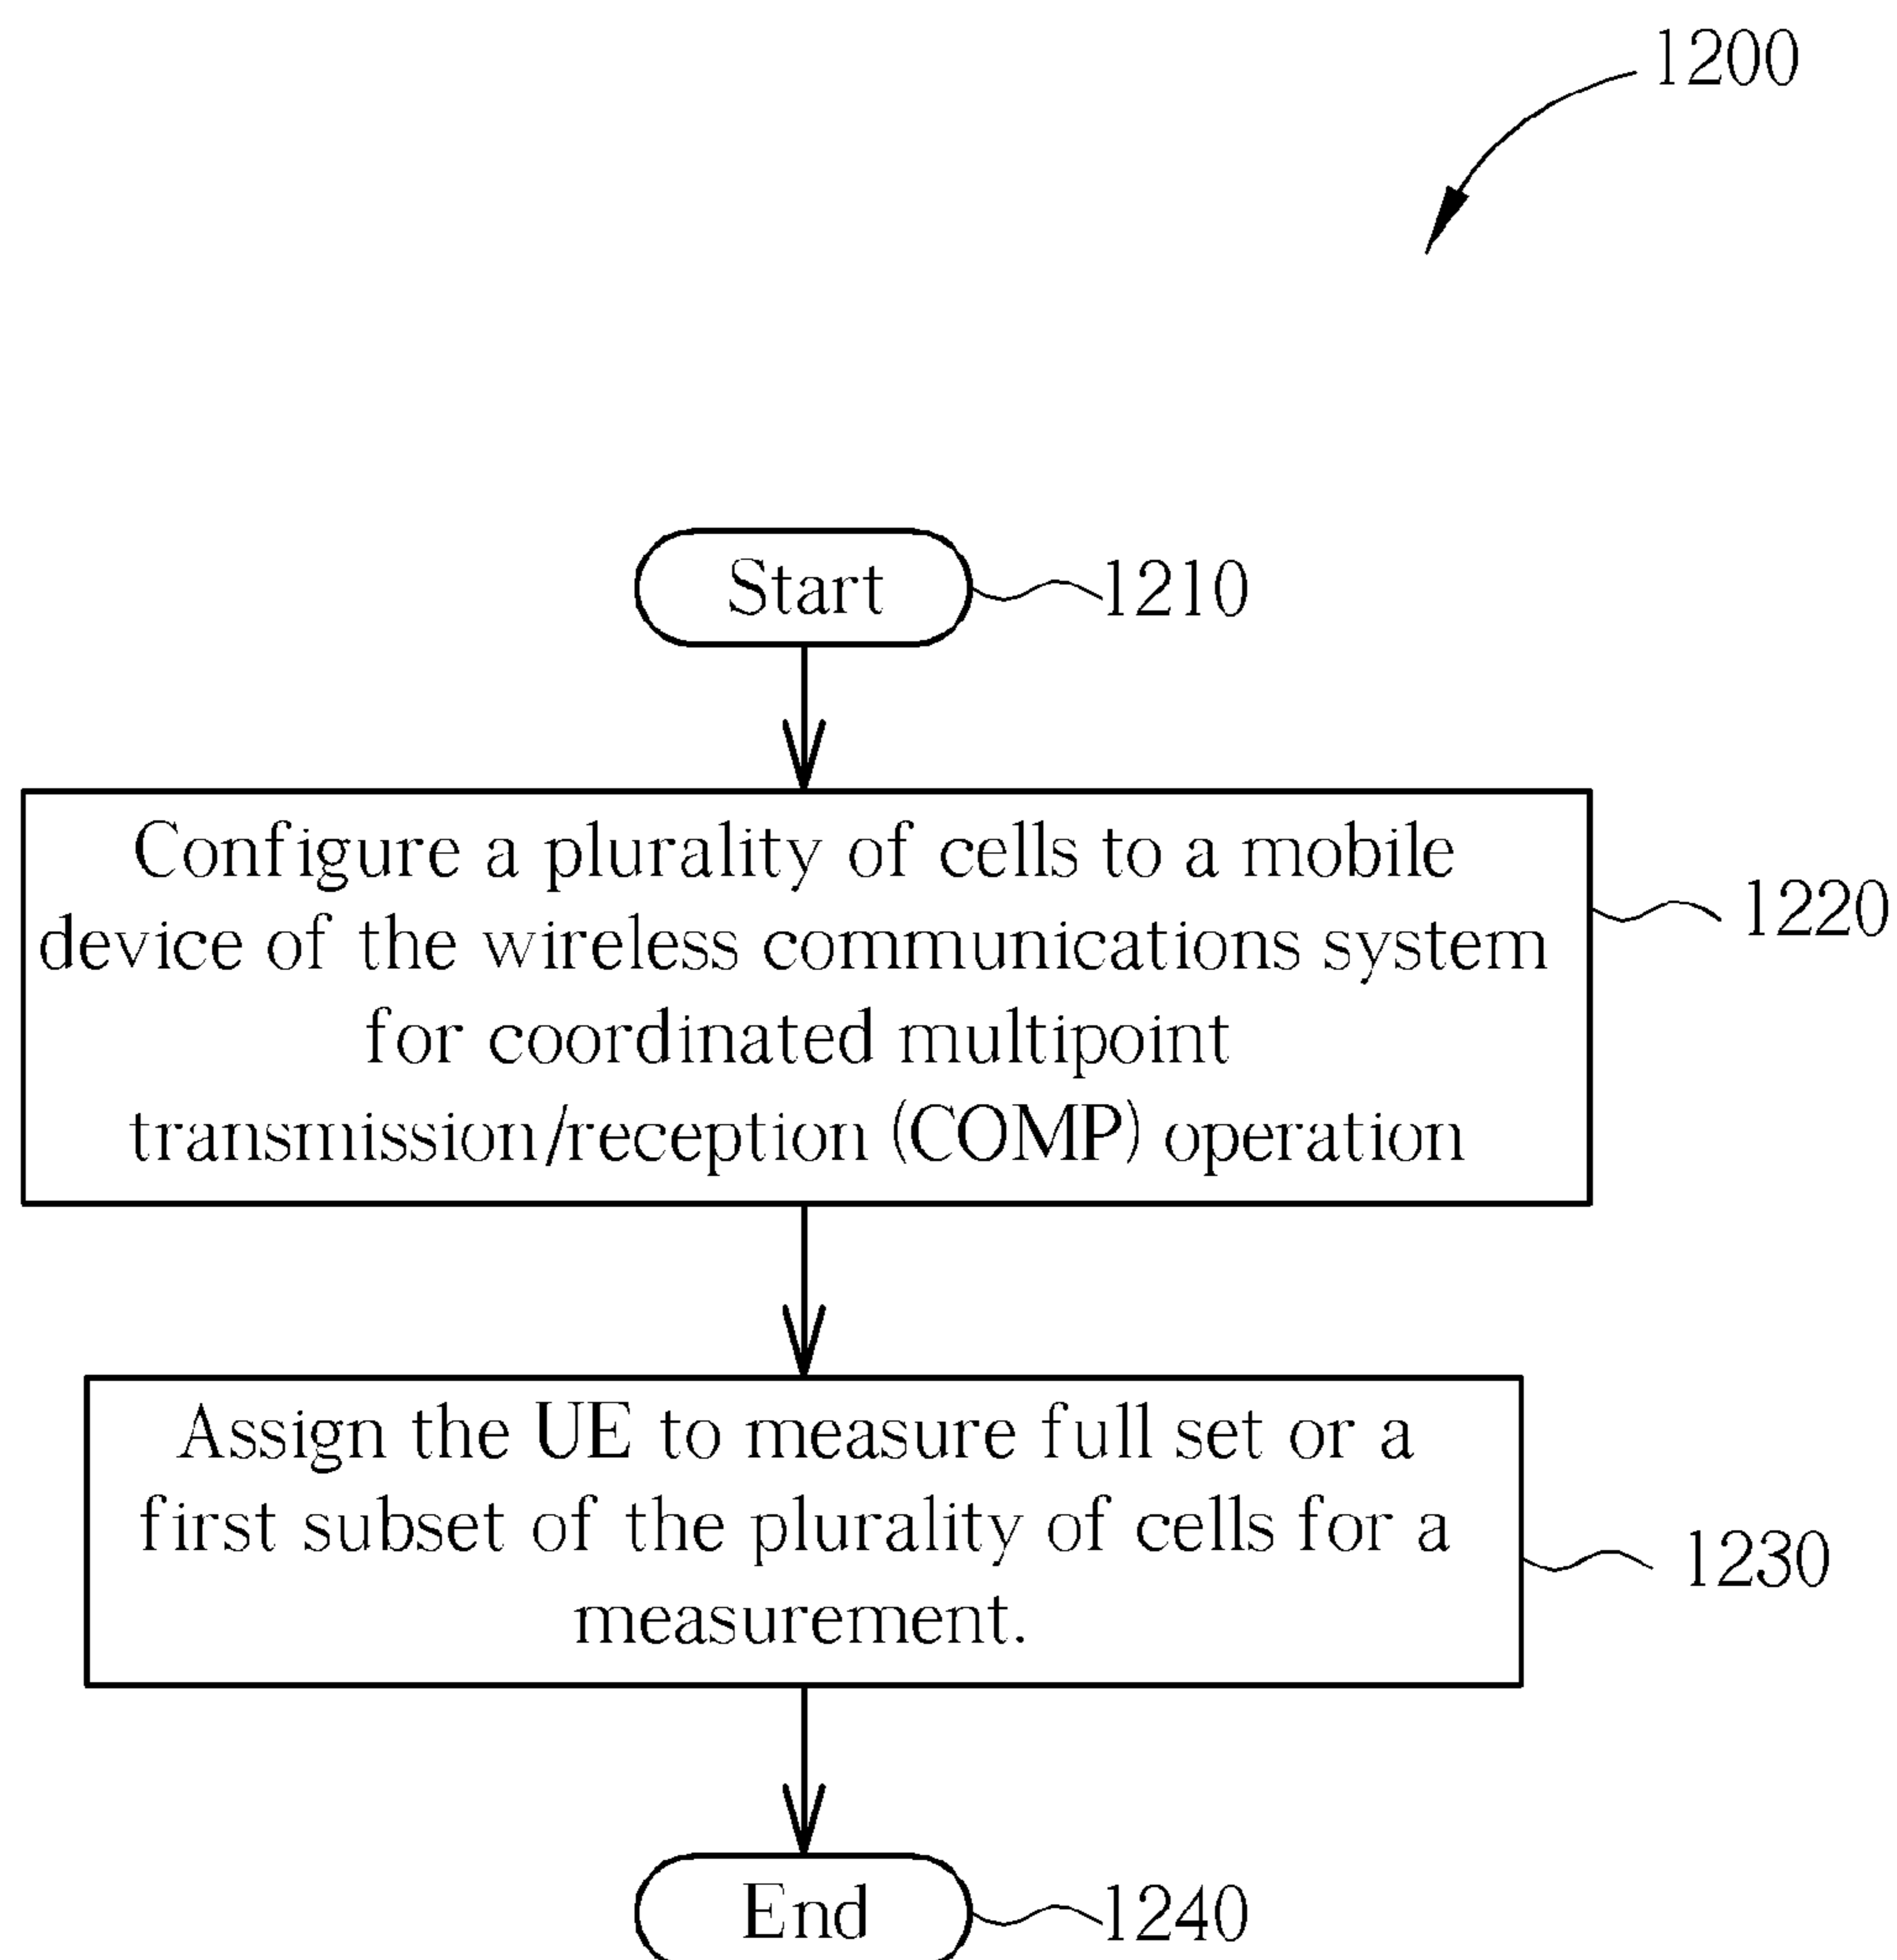 1200
Start
1210
Configure a plurality of cells to a mobile
device of the wireless communications system
for coordinated multipoint
transmission/reception (COMP) operation
1220
Assign the UE to measure full set or a
first subset of the plurality of cells for a
measurement.
1230
End
1240